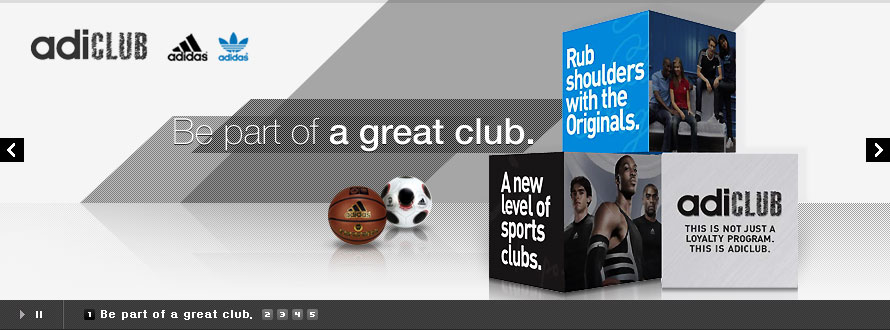 adiCLUB
adidas
adidas
Be part of a great club.
Rub
shoulders
with the
Originals.
A new
level of
sports
clubs.
adiCLUB
THIS IS NOT JUST A
LOYALTY PROGRAM.
THIS IS ADICLUB.
adidas
1 Be part of a great club. 2 3 4 5